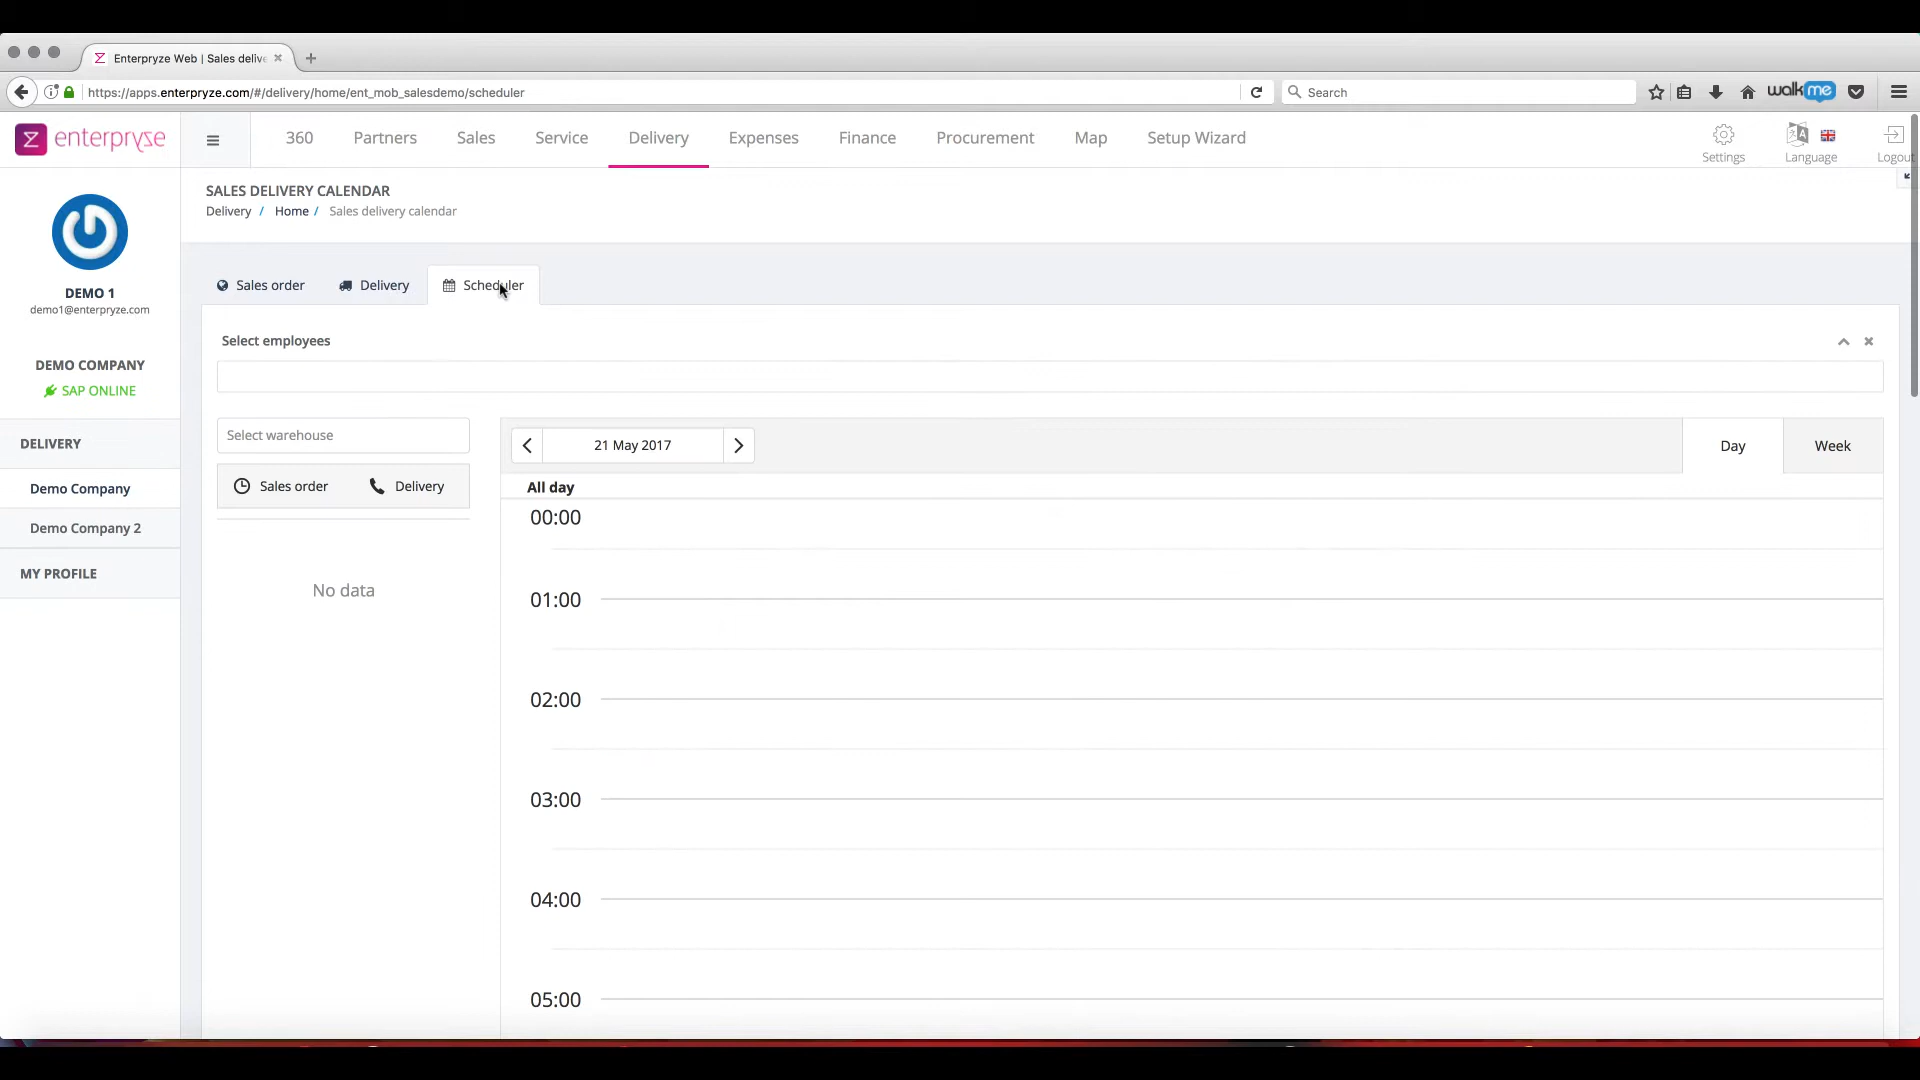 Enterpryze Web | Sales delive
https://apps.enterpryze.com/#/delivery/home/ent_mob_salesdemo/scheduler
Search
walkme
enterpryze
360
Partners
Sales
Service
Delivery
Expenses
Finance
Procurement
Map
Setup Wizard
Settings
Language
Logout
DEMO 1
demo1@enterpryze.com
DEMO COMPANY
SAP ONLINE
DELIVERY
Demo Company
Demo Company 2
MY PROFILE
SALES DELIVERY CALENDAR
Delivery / Home / Sales delivery calendar
Sales order
Delivery
Scheduler
Select employees
Select warehouse
Sales order
Delivery
No data
21 May 2017
Day
Week
All day
00:00
01:00
02:00
03:00
04:00
05:00